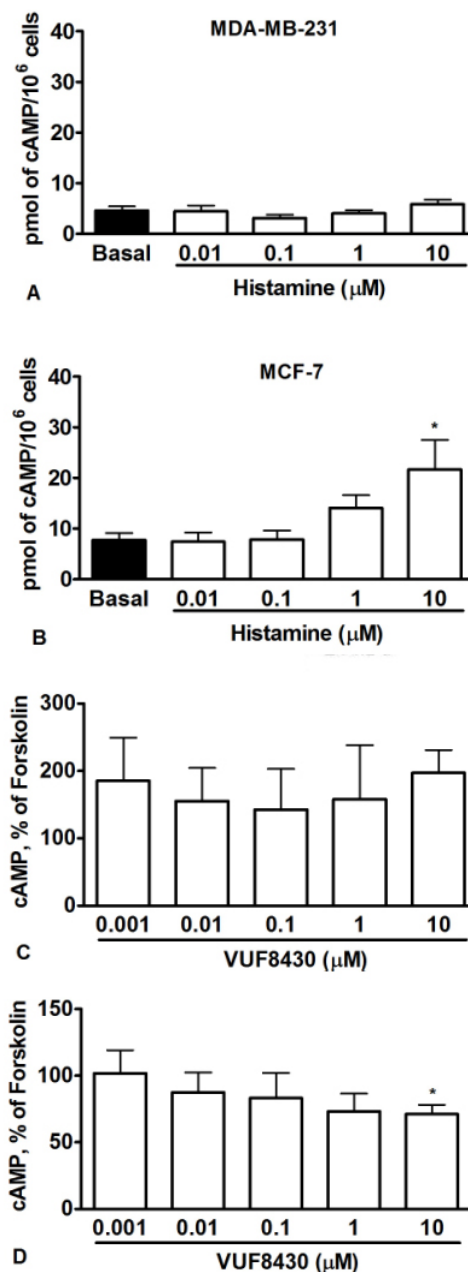 MDA-MB-231
pmol of cAMP/10⁶ cells
40
30
20
10
0
Basal 0.01 0.1 1 10
Histamine (μM)
A
MCF-7
pmol of cAMP/10⁶ cells
40
30
20
10
0
*
Basal 0.01 0.1 1 10
Histamine (μM)
B
cAMP, % of Forskolin
300
200
100
0
0.001 0.01 0.1 1 10
VUF8430 (μM)
C
cAMP, % of Forskolin
150
100
50
0
*
0.001 0.01 0.1 1 10
VUF8430 (μM)
D